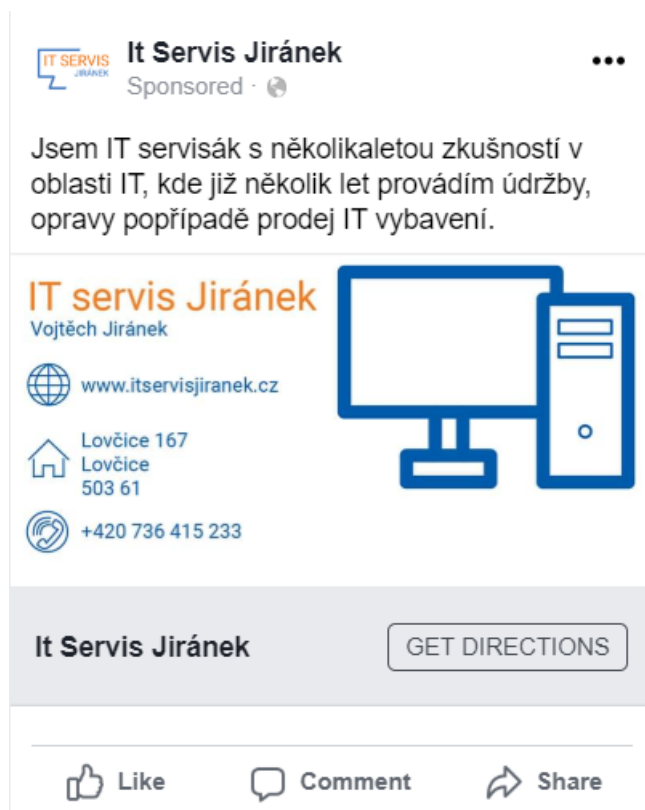 IT SERVIS
JIRÁNEK
It Servis Jiránek
Sponsored ·
Jsem IT servisák s několikaletou zkušností v
oblasti IT, kde již několik let provádím údržby,
opravy popřípadě prodej IT vybavení.
IT servis Jiránek
Vojtěch Jiránek
www.itservisjiranek.cz
Lovčice 167
Lovčice
503 61
+420 736 415 233
It Servis Jiránek
GET DIRECTIONS
Like
Comment
Share